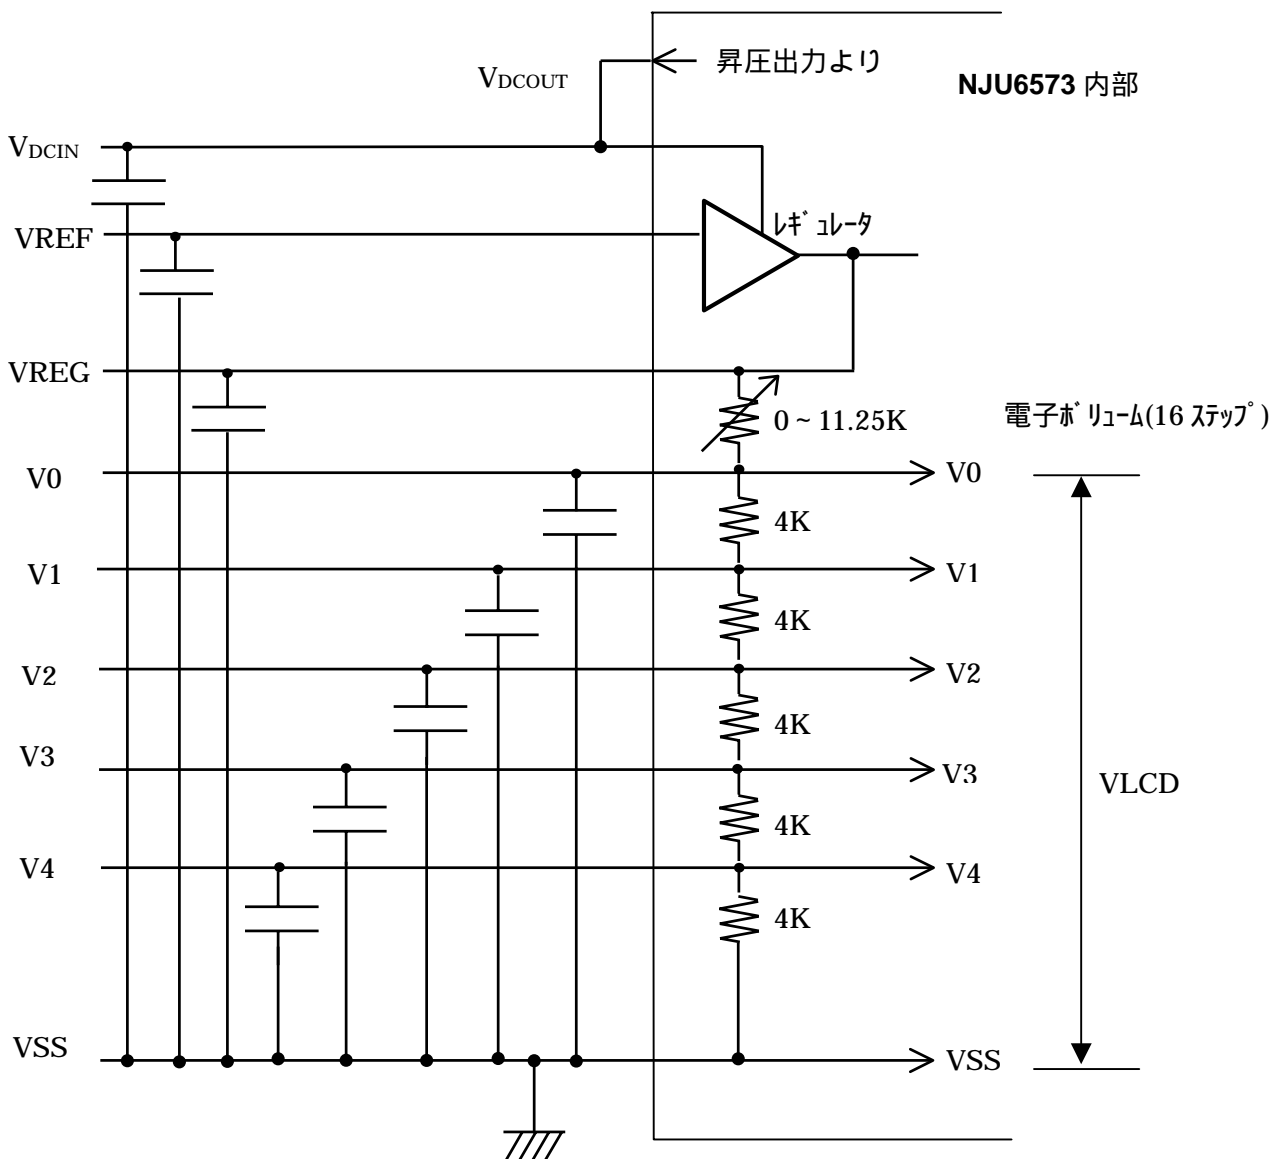 昇圧出力より
VDCOUT
NJU6573 内部
VDCIN
レギュレータ
VREF
VREG
0 ~ 11.25K
電子ボリューム(16 ステップ)
V0
V0
4K
V1
V1
4K
V2
V2
4K
V3
V3
VLCD
4K
V4
V4
4K
VSS
VSS